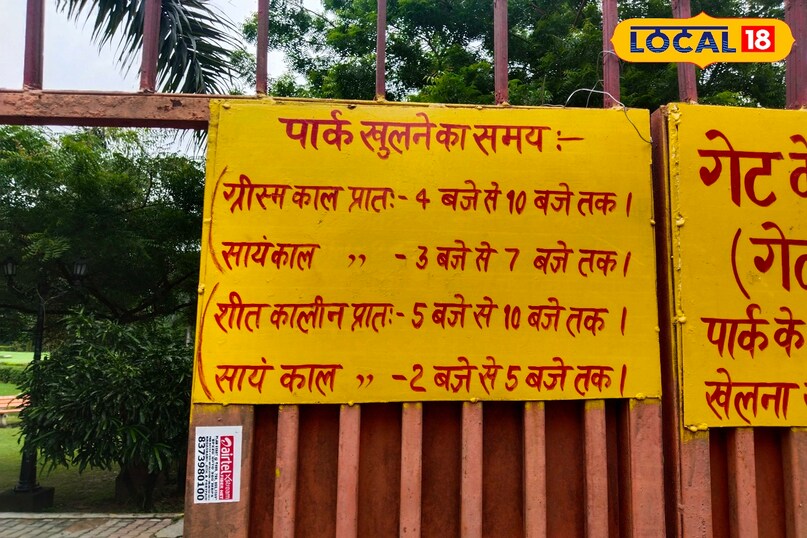 LOCAL 18
पार्क खुलने का समय :-
(ग्रीस्म काल प्रातः- 4 बजे से 10 बजे तक ।
(सायंकाल ,, - 3 बजे से 7 बजे तक ।
(शीत कालीन प्रातः- 5 बजे से 10 बजे तक ।
(सायं काल ,, - 2 बजे से 5 बजे तक ।
गेट
(गेट
पार्क के
खेलना
airtel
Xstream
8373980100